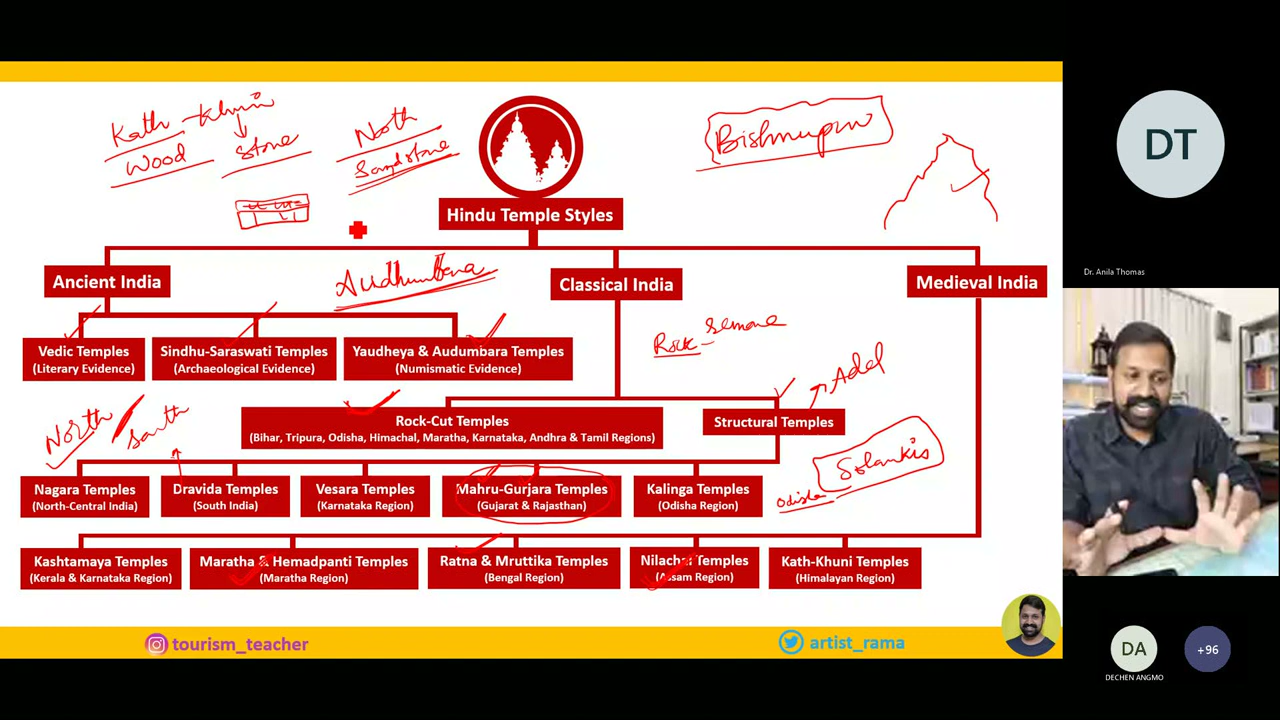 Kath-Khuni
Wood
Stone
North
Sandstone
Bishnupur
DT
Hindu Temple Styles
Dr. Anila Thomas
Ancient India
Audhumbara
Classical India
Medieval India
Rock-
Vedic Temples
(Literary Evidence)
Sindhu-Saraswati Temples
(Archaeological Evidence)
Yaudheya & Audumbara Temples
(Numismatic Evidence)
North
South
Rock-Cut Temples
(Bihar, Tripura, Odisha, Himachal, Maratha, Karnataka, Andhra & Tamil Regions)
Structural Temples
Add
Solankis
Odisha
Nagara Temples
(North-Central India)
Dravida Temples
(South India)
Vesara Temples
(Karnataka Region)
Mahru-Gurjara Temples
(Gujarat & Rajasthan)
Kalinga Temples
(Odisha Region)
Kashtamaya Temples
(Kerala & Karnataka Region)
Maratha & Hemadpanti Temples
(Maratha Region)
Ratna & Mruttika Temples
(Bengal Region)
Nilachal Temples
(Assam Region)
Kath-Khuni Temples
(Himalayan Region)
tourism_teacher
artist_rama
DA
+96
DECHEN ANGMO